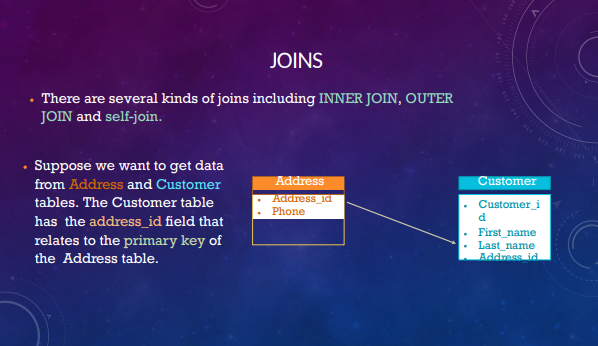 JOINS
• There are several kinds of joins including INNER JOIN, OUTER
JOIN and self-join.
• Suppose we want to get data
from Address and Customer
tables. The Customer table
has the address_id field that
relates to the primary key of
the Address table.
Address
• Address_id
• Phone
Customer
• Customer_i
d
• First_name
• Last_name
• Address_id